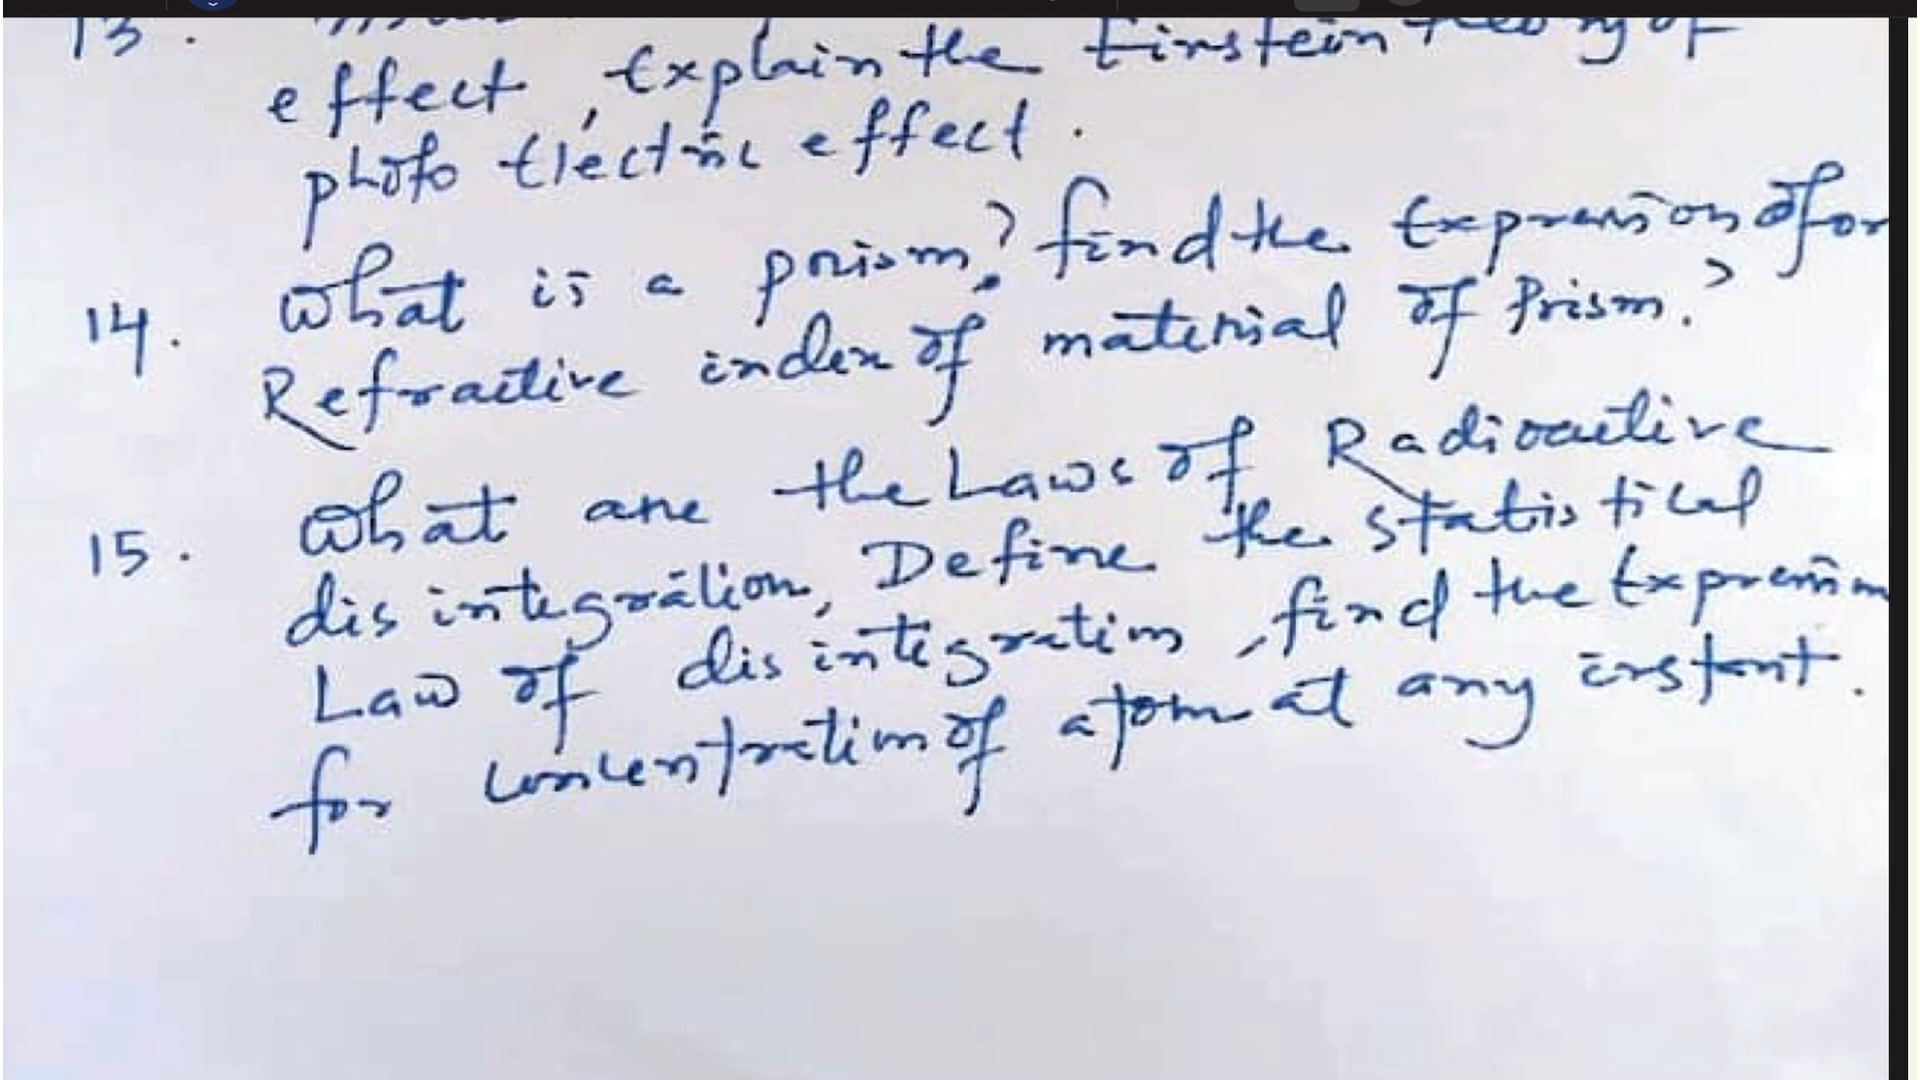 13.
effect, Explain the Einstein theory of
photo Electric effect.
14. What is a prism? find the Expression for
Refractive index of material of Prism.?
15. What are the Laws of Radioactive
disintegration, Define the statistical
Law of disintegration, find the Expression
for concentration of atom at any instant.